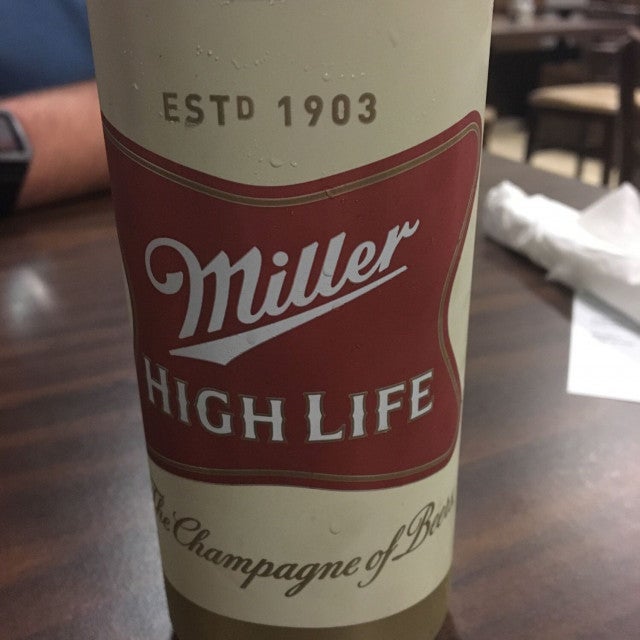 ESTD 1903
Miller
HIGH LIFE
The Champagne of Beers